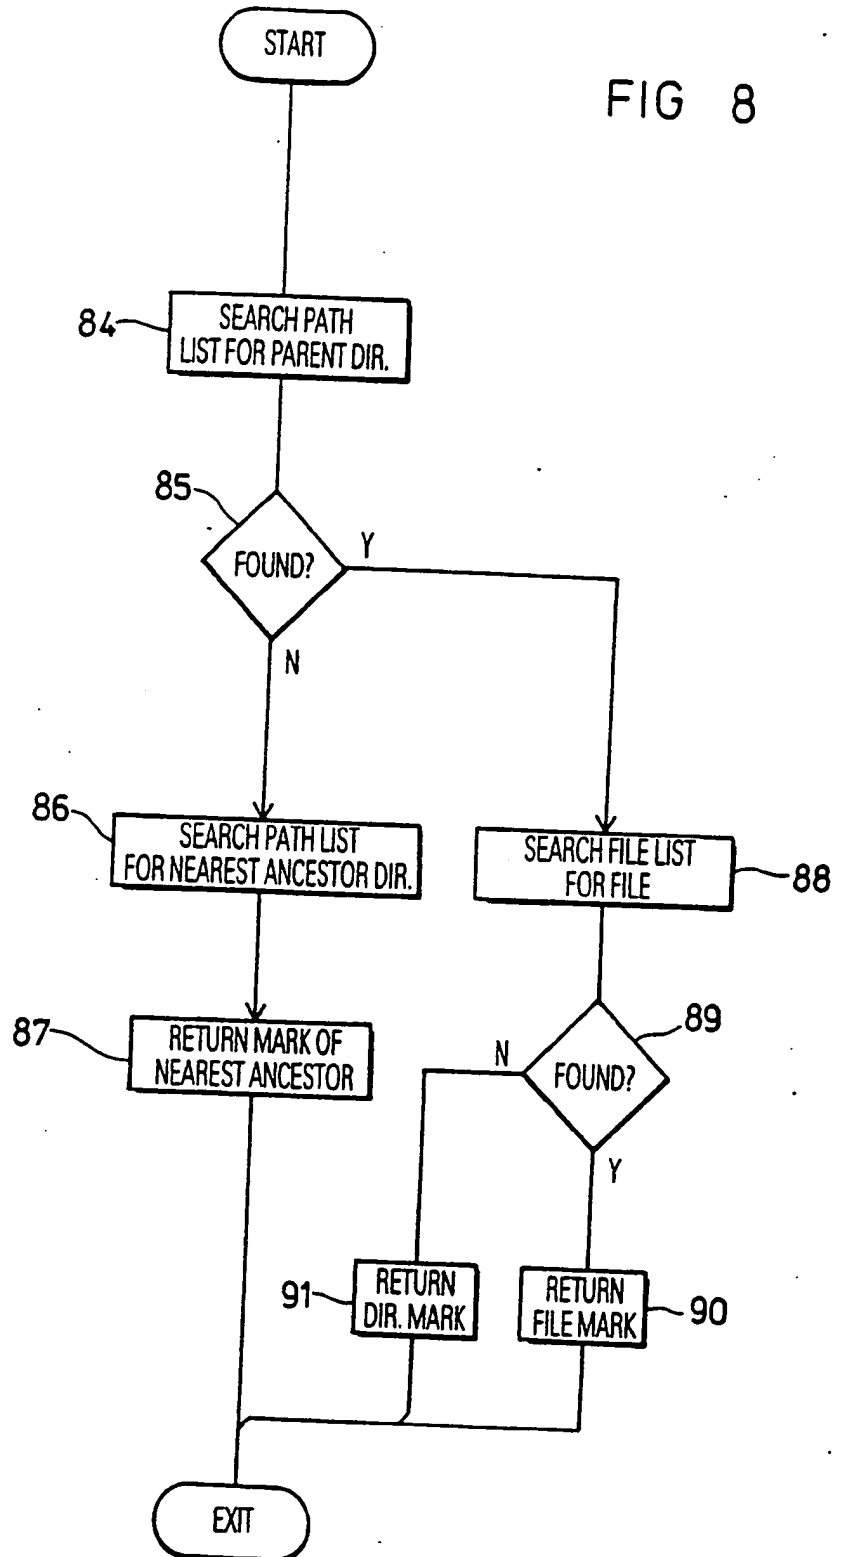 START
FIG 8
84
SEARCH PATH
LIST FOR PARENT DIR.
85
FOUND?
Y
N
86
SEARCH PATH LIST
FOR NEAREST ANCESTOR DIR.
SEARCH FILE LIST
FOR FILE
88
87
RETURN MARK OF
NEAREST ANCESTOR
89
N
FOUND?
Y
91
RETURN
DIR. MARK
RETURN
FILE MARK
90
EXIT